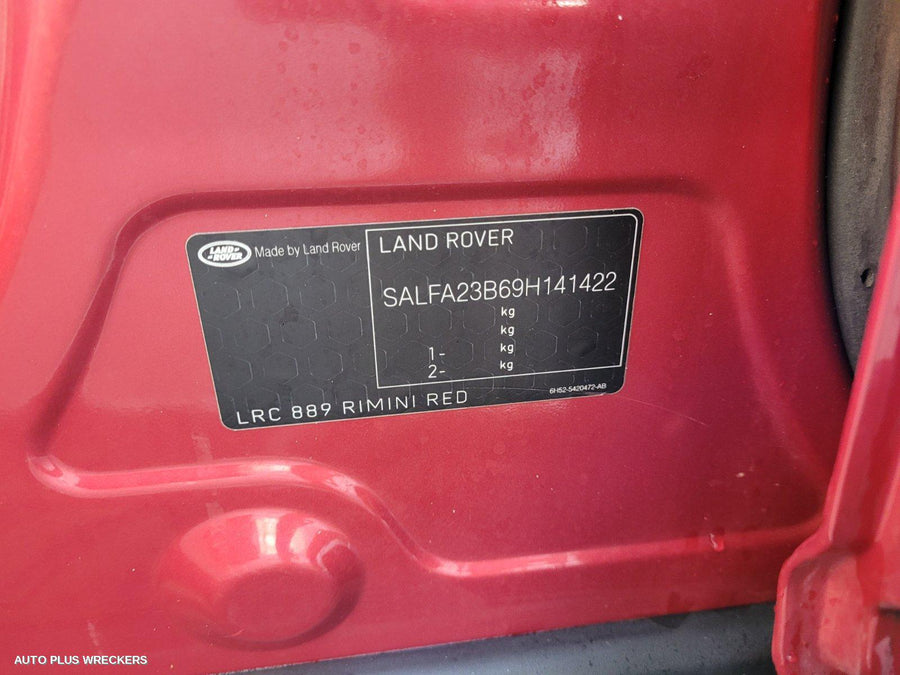 LAND ROVER
Made by Land Rover
LAND ROVER
SALFA23B69H141422
kg
kg
1- kg
2- kg
LRC 889 RIMINI RED
6H52-5420472-AB
AUTO PLUS WRECKERS